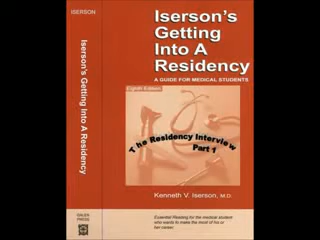 ISERSON
Iserson's Getting Into A Residency
GALEN
PRESS
Iserson's
Getting
Into A
Residency
A GUIDE FOR MEDICAL STUDENTS
Eighth Edition
The Residency Interview
Part 1
Kenneth V. Iserson, M.D.
Essential Reading for the medical student
who wants to make the most of his or
her career.